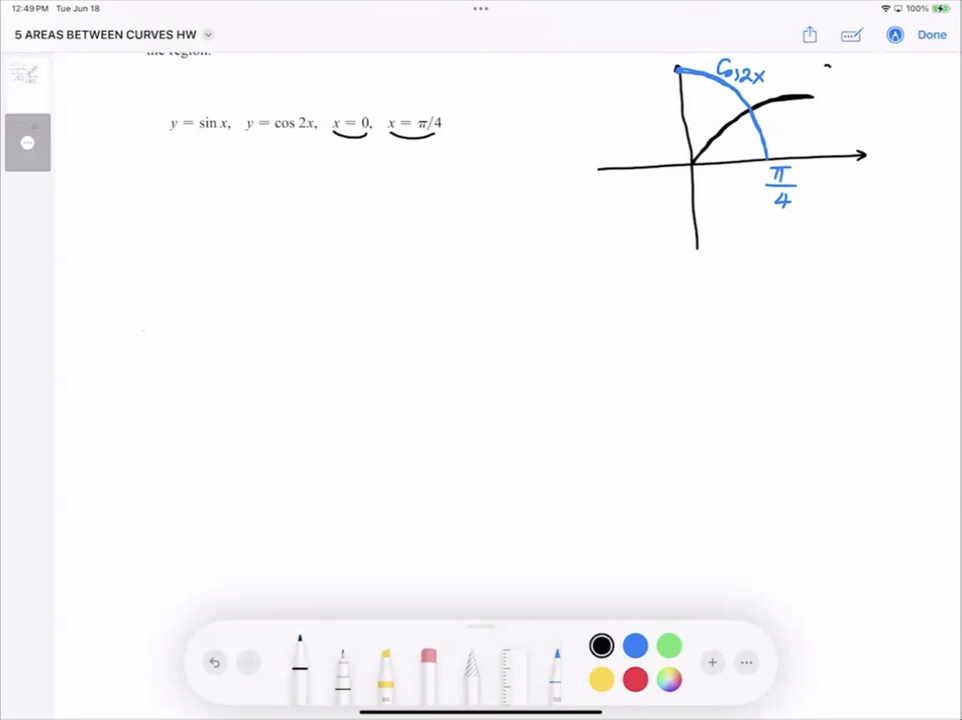 12:49 PM Tue Jun 18
100%
5 AREAS BETWEEN CURVES HW
Done
the region.
cos2x
y = sin x, y = cos 2x, x = 0, x = π/4
π
4